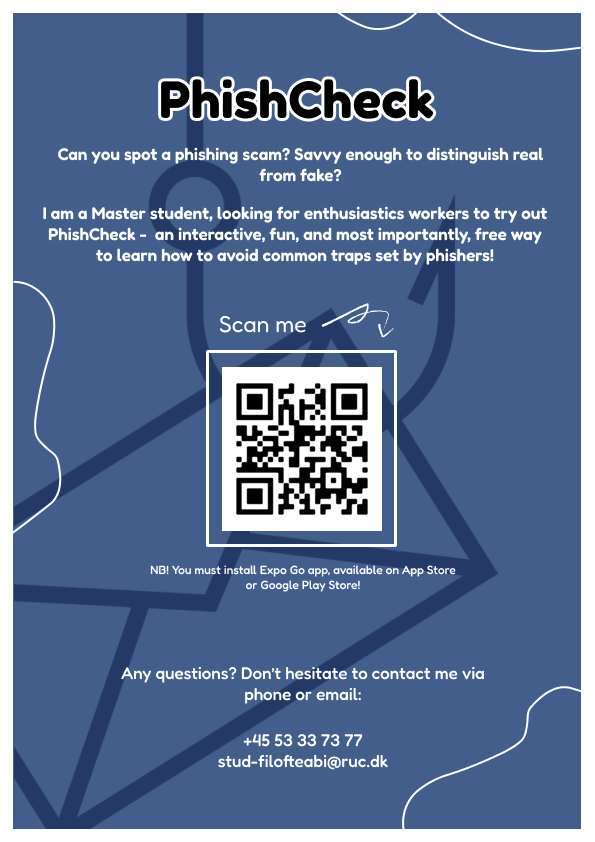 PhishCheck
Can you spot a phishing scam? Savvy enough to distinguish real
from fake?
I am a Master student, looking for enthusiastics workers to try out
PhishCheck - an interactive, fun, and most importantly, free way
to learn how to avoid common traps set by phishers!
Scan me
NB! You must install Expo Go app, available on App Store
or Google Play Store!
Any questions? Don't hesitate to contact me via
phone or email:
+45 53 33 73 77
stud-filofteabi@ruc.dk